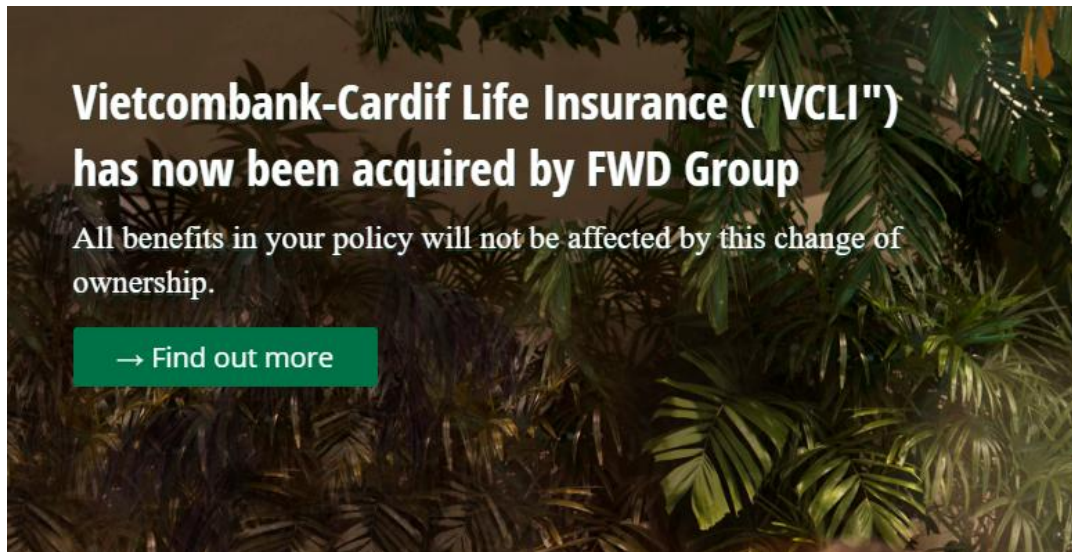 Vietcombank-Cardif Life Insurance ("VCLI")
has now been acquired by FWD Group
All benefits in your policy will not be affected by this change of
ownership.
→ Find out more